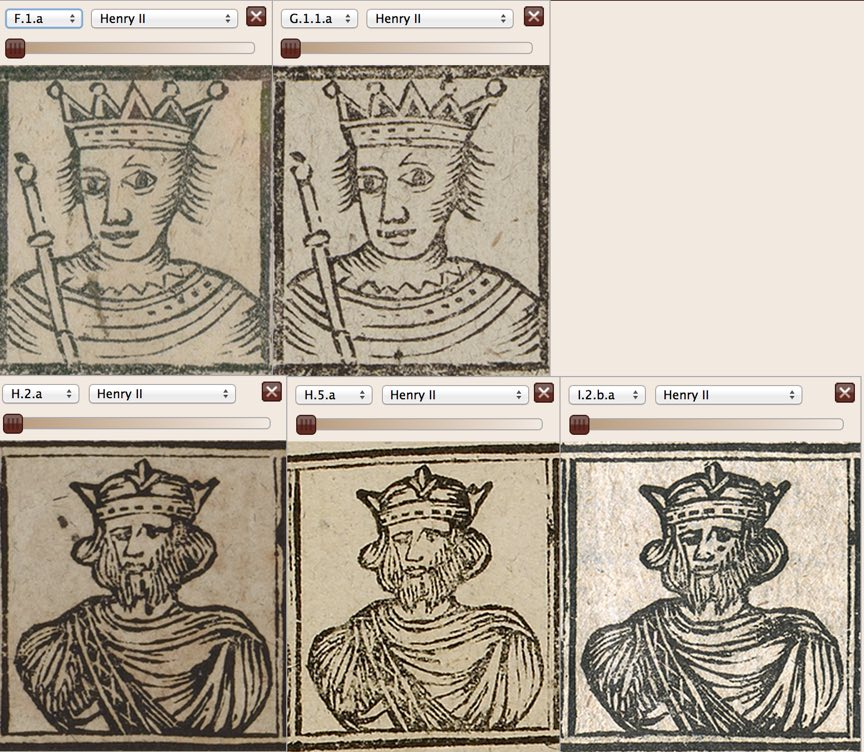 F.1.a Henry II
G.1.1.a Henry II
H.2.a Henry II
H.5.a Henry II
I.2.b.a Henry II